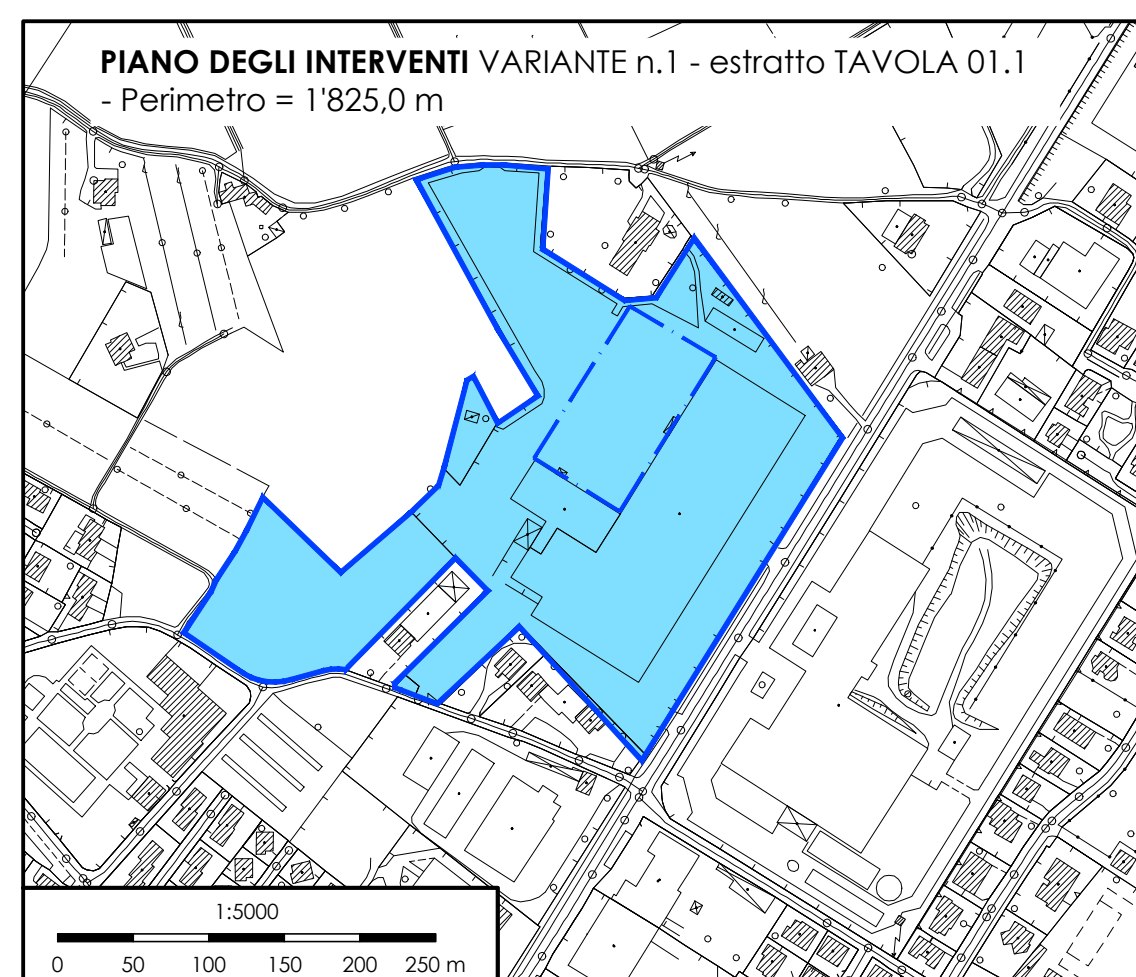 PIANO DEGLI INTERVENTI VARIANTE n.1 - estratto TAVOLA 01.1
- Perimetro = 1'825,0 m
1:5000
0 50 100 150 200 250 m